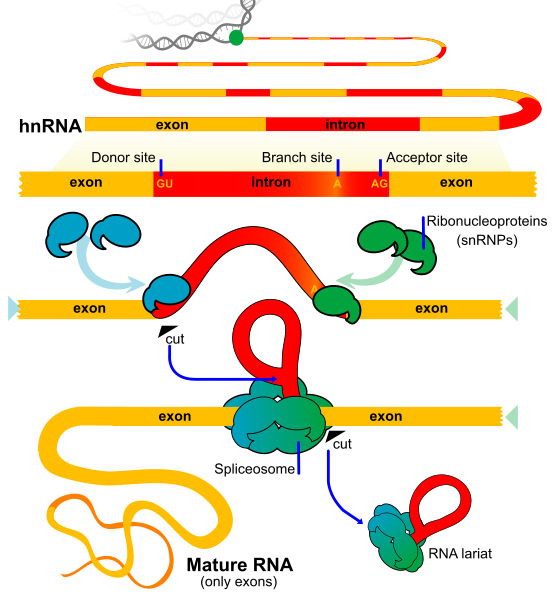 hnRNA
exon intron
Donor site Branch site Acceptor site
exon GU intron A AG exon
Ribonucleoproteins
(snRNPs)
A
exon exon
cut
exon exon
cut
Spliceosome
RNA lariat
Mature RNA
(only exons)